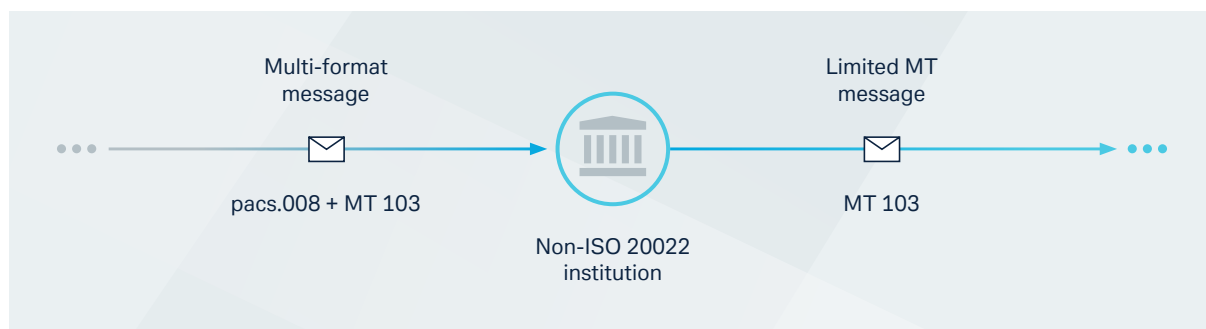 Multi-format
message
pacs.008 + MT 103
Non-ISO 20022
institution
Limited MT
message
MT 103